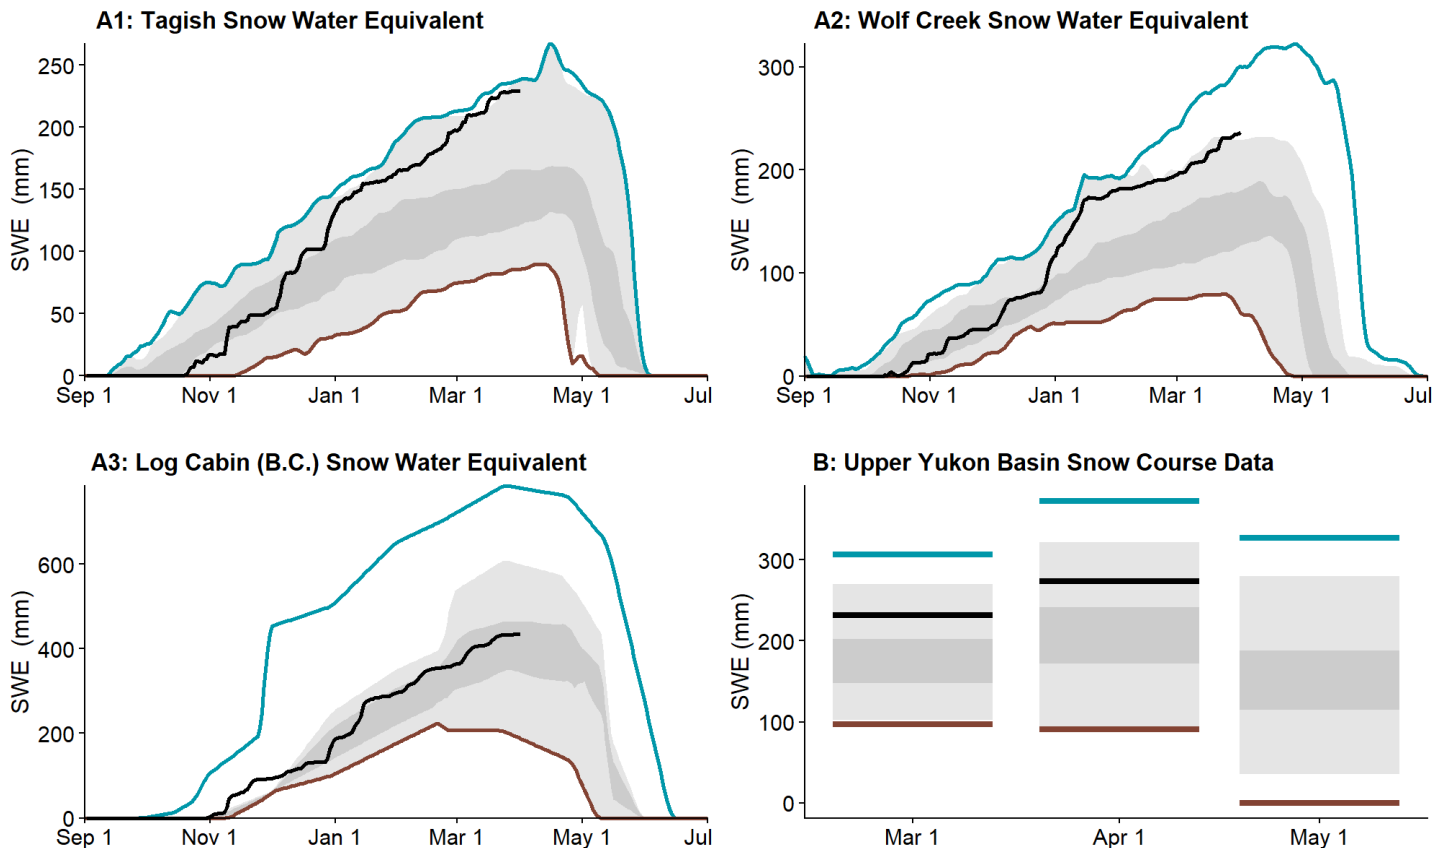 A1: Tagish Snow Water Equivalent
SWE (mm)
250
200
150
100
50
0
Sep 1 Nov 1 Jan 1 Mar 1 May 1 Jul
A2: Wolf Creek Snow Water Equivalent
SWE (mm)
300
200
100
0
Sep 1 Nov 1 Jan 1 Mar 1 May 1 Jul
A3: Log Cabin (B.C.) Snow Water Equivalent
SWE (mm)
600
400
200
0
Sep 1 Nov 1 Jan 1 Mar 1 May 1 Jul
B: Upper Yukon Basin Snow Course Data
SWE (mm)
300
200
100
0
Mar 1 Apr 1 May 1